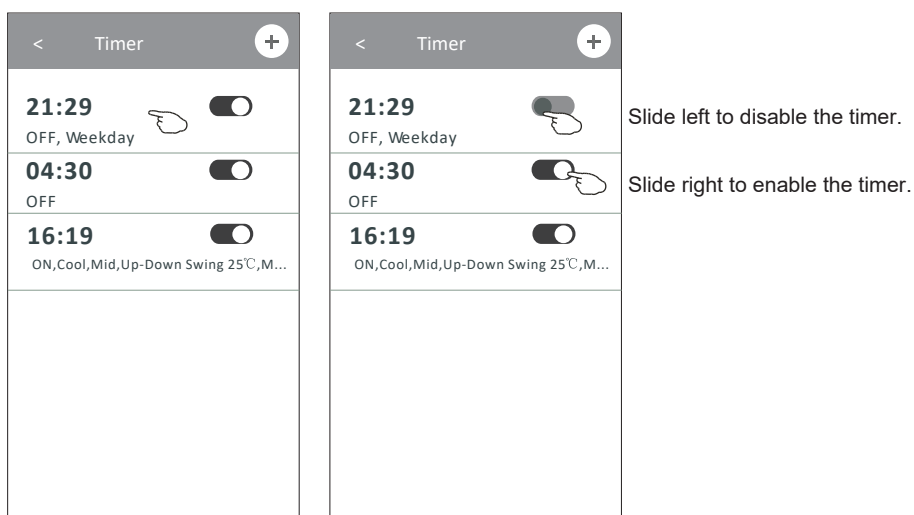 < Timer +
21:29
OFF, Weekday
04:30
OFF
16:19
ON,Cool,Mid,Up-Down Swing 25℃,M...
< Timer +
21:29
OFF, Weekday
04:30
OFF
16:19
ON,Cool,Mid,Up-Down Swing 25℃,M...
Slide left to disable the timer.
Slide right to enable the timer.